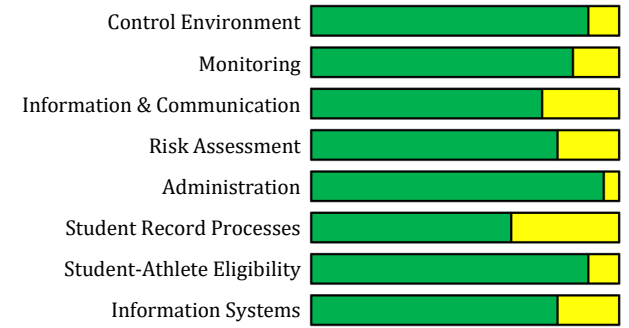 Control Environment
Monitoring
Information & Communication
Risk Assessment
Administration
Student Record Processes
Student-Athlete Eligibility
Information Systems